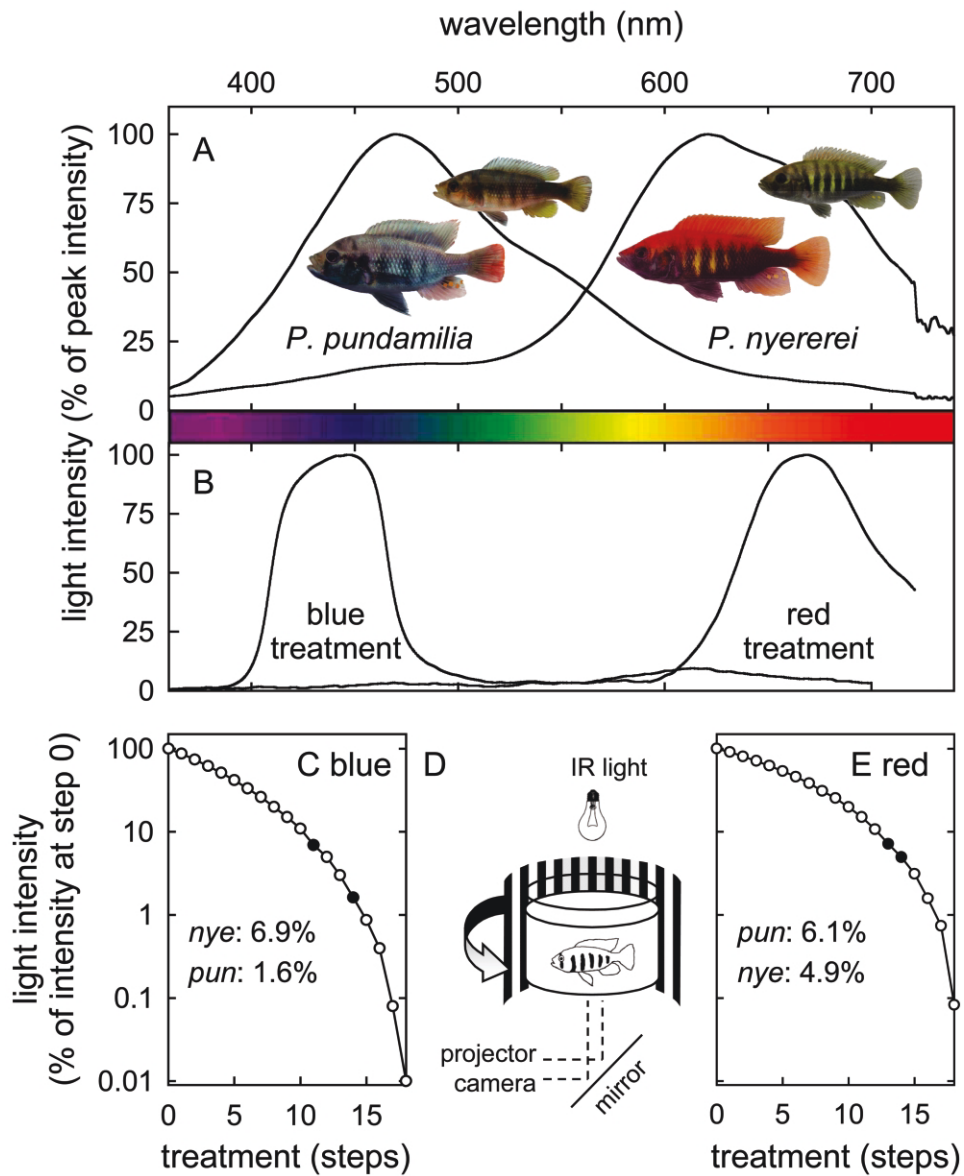 wavelength (nm)
400 500 600 700
light intensity (% of peak intensity)
A
100
75
50
25
0
P. pundamilia
P. nyererei
B
100
75
50
25
0
blue
treatment
red
treatment
light intensity
(% of intensity at step 0)
C blue
100
10
1
0.1
0.01
nye: 6.9%
pun: 1.6%
0 5 10 15
treatment (steps)
D
IR light
projector
camera
mirror
E red
pun: 6.1%
nye: 4.9%
0 5 10 15
treatment (steps)